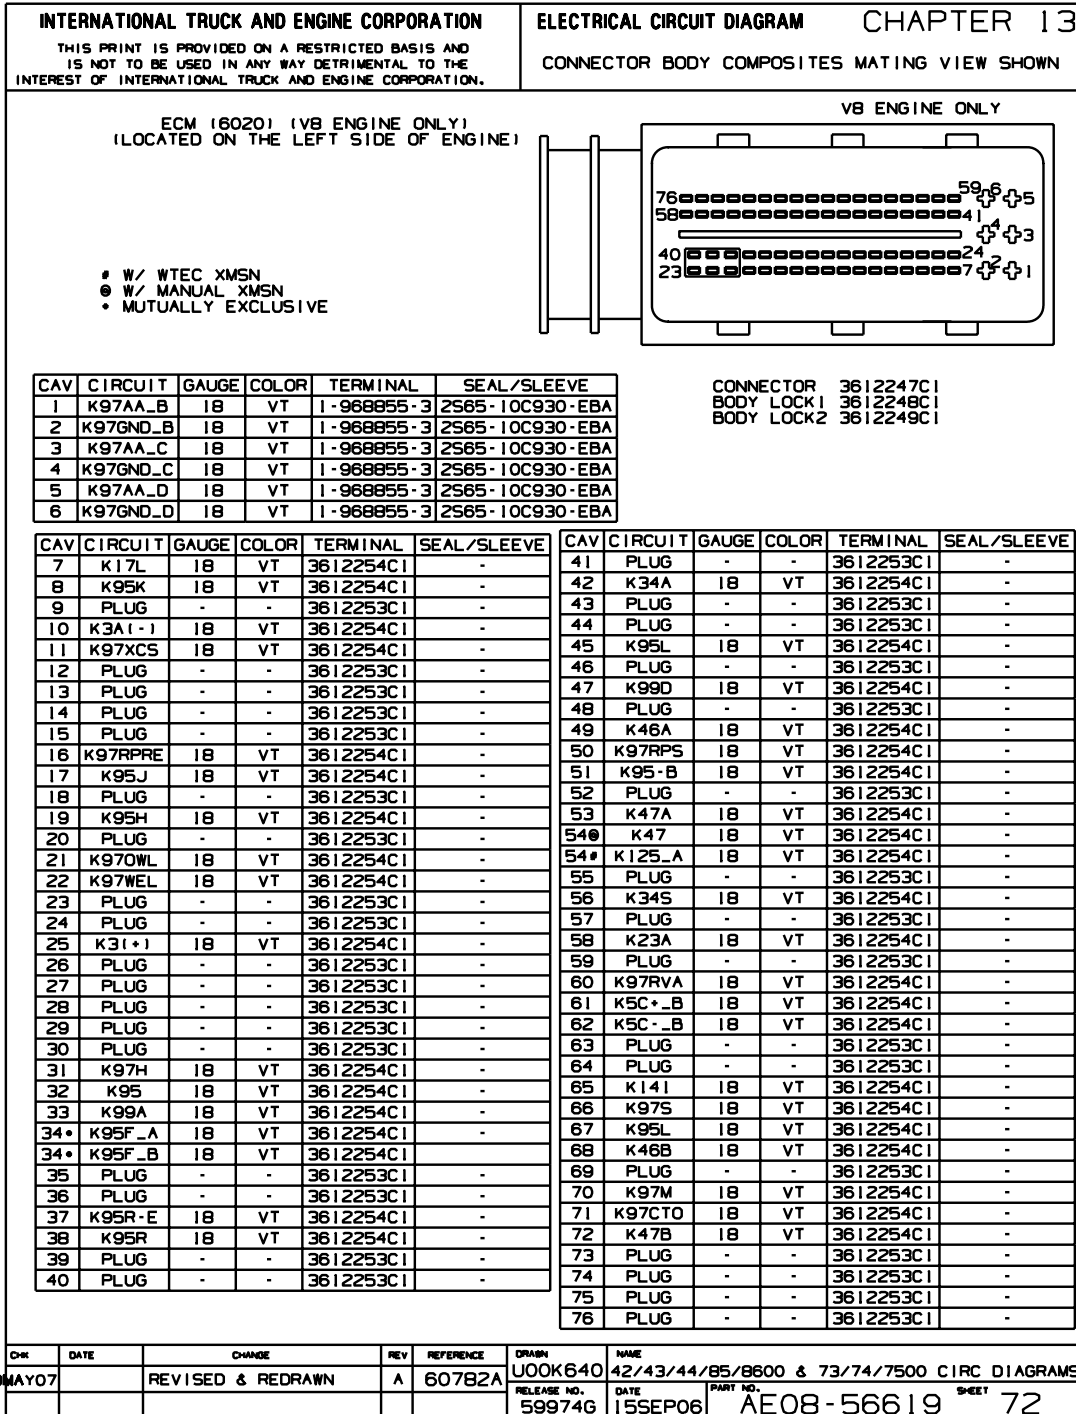 INTERNATIONAL TRUCK AND ENGINE CORPORATION
THIS PRINT IS PROVIDED ON A RESTRICTED BASIS AND
IS NOT TO BE USED IN ANY WAY DETRIMENTAL TO THE
INTEREST OF INTERNATIONAL TRUCK AND ENGINE CORPORATION.
ELECTRICAL CIRCUIT DIAGRAM CHAPTER 13
CONNECTOR BODY COMPOSITES MATING VIEW SHOWN
ECM (6020) (V8 ENGINE ONLY)
(LOCATED ON THE LEFT SIDE OF ENGINE)
V8 ENGINE ONLY
76 59 6 5
58 41 4 3
40 24 2
23 7 1
# W/ WTEC XMSN
@ W/ MANUAL XMSN
* MUTUALLY EXCLUSIVE
CONNECTOR 3612247C1
BODY LOCK1 3612248C1
BODY LOCK2 3612249C1
CAV CIRCUIT GAUGE COLOR TERMINAL SEAL/SLEEVE
1 K97AA_B 18 VT 1-968855-3 2S65-10C930-EBA
2 K97GND_B 18 VT 1-968855-3 2S65-10C930-EBA
3 K97AA_C 18 VT 1-968855-3 2S65-10C930-EBA
4 K97GND_C 18 VT 1-968855-3 2S65-10C930-EBA
5 K97AA_D 18 VT 1-968855-3 2S65-10C930-EBA
6 K97GND_D 18 VT 1-968855-3 2S65-10C930-EBA
CAV CIRCUIT GAUGE COLOR TERMINAL SEAL/SLEEVE
7 K17L 18 VT 3612254C1 -
8 K95K 18 VT 3612254C1 -
9 PLUG - - 3612253C1 -
10 K3A(-) 18 VT 3612254C1 -
11 K97XCS 18 VT 3612254C1 -
12 PLUG - - 3612253C1 -
13 PLUG - - 3612253C1 -
14 PLUG - - 3612253C1 -
15 PLUG - - 3612253C1 -
16 K97RPRE 18 VT 3612254C1 -
17 K95J 18 VT 3612254C1 -
18 PLUG - - 3612253C1 -
19 K95H 18 VT 3612254C1 -
20 PLUG - - 3612253C1 -
21 K97OWL 18 VT 3612254C1 -
22 K97WEL 18 VT 3612254C1 -
23 PLUG - - 3612253C1 -
24 PLUG - - 3612253C1 -
25 K3(+) 18 VT 3612254C1 -
26 PLUG - - 3612253C1 -
27 PLUG - - 3612253C1 -
28 PLUG - - 3612253C1 -
29 PLUG - - 3612253C1 -
30 PLUG - - 3612253C1 -
31 K97H 18 VT 3612254C1 -
32 K95 18 VT 3612254C1 -
33 K99A 18 VT 3612254C1 -
34* K95F_A 18 VT 3612254C1 -
34* K95F_B 18 VT 3612254C1 -
35 PLUG - - 3612253C1 -
36 PLUG - - 3612253C1 -
37 K95R-E 18 VT 3612254C1 -
38 K95R 18 VT 3612254C1 -
39 PLUG - - 3612253C1 -
40 PLUG - - 3612253C1 -
CAV CIRCUIT GAUGE COLOR TERMINAL SEAL/SLEEVE
41 PLUG - - 3612253C1 -
42 K34A 18 VT 3612254C1 -
43 PLUG - - 3612253C1 -
44 PLUG - - 3612253C1 -
45 K95L 18 VT 3612254C1 -
46 PLUG - - 3612253C1 -
47 K99D 18 VT 3612254C1 -
48 PLUG - - 3612253C1 -
49 K46A 18 VT 3612254C1 -
50 K97RPS 18 VT 3612254C1 -
51 K95-B 18 VT 3612254C1 -
52 PLUG - - 3612253C1 -
53 K47A 18 VT 3612254C1 -
54@ K47 18 VT 3612254C1 -
54# K125_A 18 VT 3612254C1 -
55 PLUG - - 3612253C1 -
56 K34S 18 VT 3612254C1 -
57 PLUG - - 3612253C1 -
58 K23A 18 VT 3612254C1 -
59 PLUG - - 3612253C1 -
60 K97RVA 18 VT 3612254C1 -
61 K5C+_B 18 VT 3612254C1 -
62 K5C-_B 18 VT 3612254C1 -
63 PLUG - - 3612253C1 -
64 PLUG - - 3612253C1 -
65 K141 18 VT 3612254C1 -
66 K97S 18 VT 3612254C1 -
67 K95L 18 VT 3612254C1 -
68 K46B 18 VT 3612254C1 -
69 PLUG - - 3612253C1 -
70 K97M 18 VT 3612254C1 -
71 K97CTO 18 VT 3612254C1 -
72 K47B 18 VT 3612254C1 -
73 PLUG - - 3612253C1 -
74 PLUG - - 3612253C1 -
75 PLUG - - 3612253C1 -
76 PLUG - - 3612253C1 -
CHK DATE CHANGE REV REFERENCE
MAY07 REVISED & REDRAWN A 60782A
DRAWN U00K640
NAME 42/43/44/85/8600 & 73/74/7500 CIRC DIAGRAMS
RELEASE NO. 59974G
DATE 15SEP06
PART NO. AE08-56619 SHEET 72